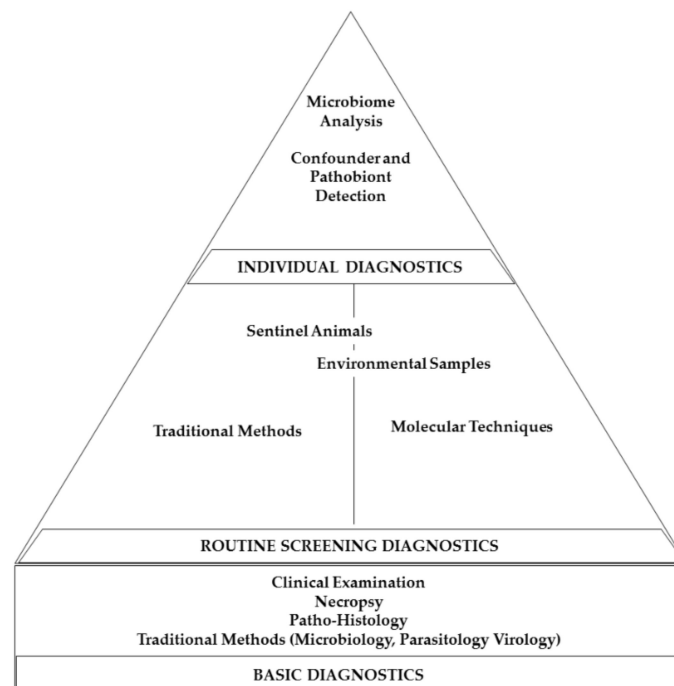 Microbiome
Analysis
Confounder and
Pathobiont
Detection
INDIVIDUAL DIAGNOSTICS
Sentinel Animals
Environmental Samples
Traditional Methods
Molecular Techniques
ROUTINE SCREENING DIAGNOSTICS
Clinical Examination
Necropsy
Patho-Histology
Traditional Methods (Microbiology, Parasitology Virology)
BASIC DIAGNOSTICS